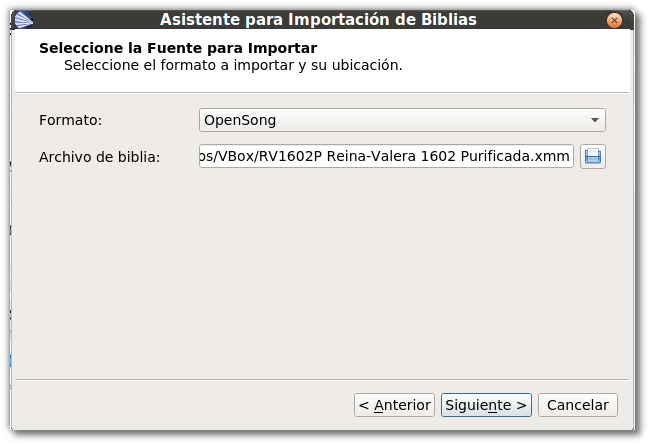 Asistente para Importación de Biblias
Seleccione la Fuente para Importar
Seleccione el formato a importar y su ubicación.
Formato: OpenSong
Archivo de biblia: os/VBox/RV1602P Reina-Valera 1602 Purificada.xmm
< Anterior Siguiente > Cancelar